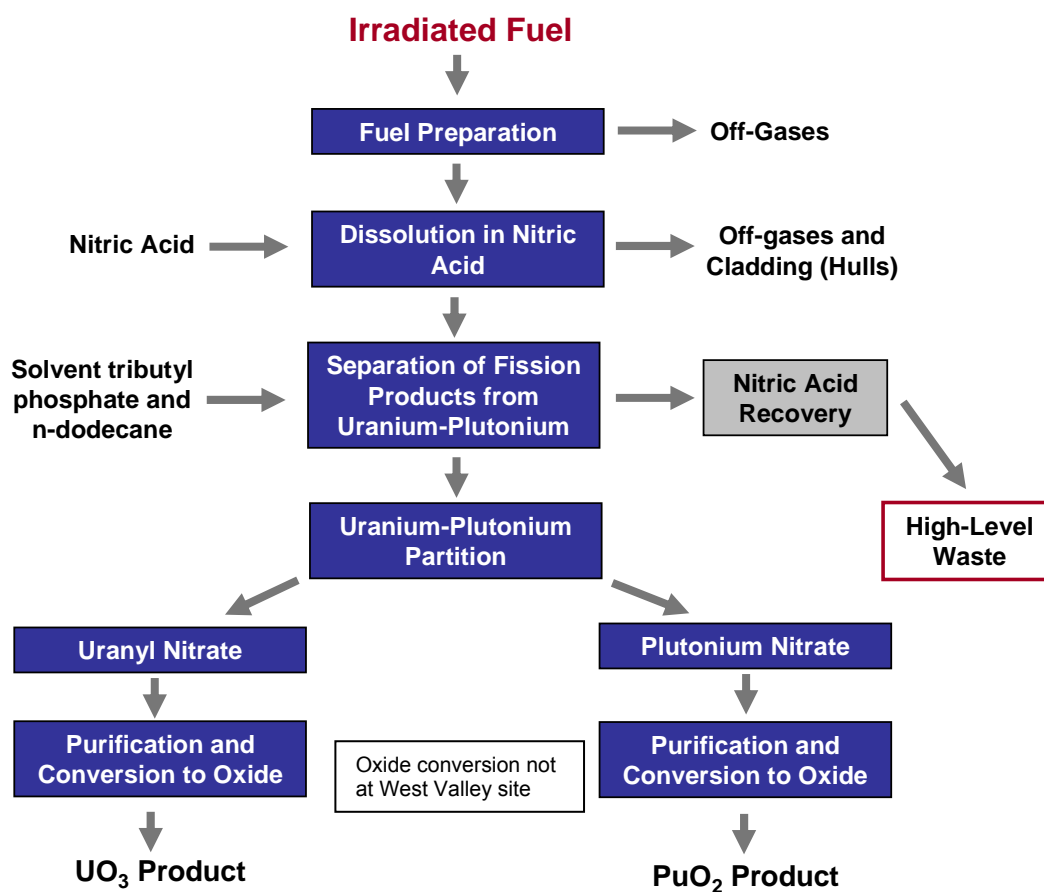 Irradiated Fuel
Fuel Preparation
Off-Gases
Nitric Acid
Dissolution in Nitric
Acid
Off-gases and
Cladding (Hulls)
Solvent tributyl
phosphate and
n-dodecane
Separation of Fission
Products from
Uranium-Plutonium
Nitric Acid
Recovery
High-Level
Waste
Uranium-Plutonium
Partition
Uranyl Nitrate
Plutonium Nitrate
Purification and
Conversion to Oxide
Oxide conversion not
at West Valley site
Purification and
Conversion to Oxide
UO₃ Product
PuO₂ Product